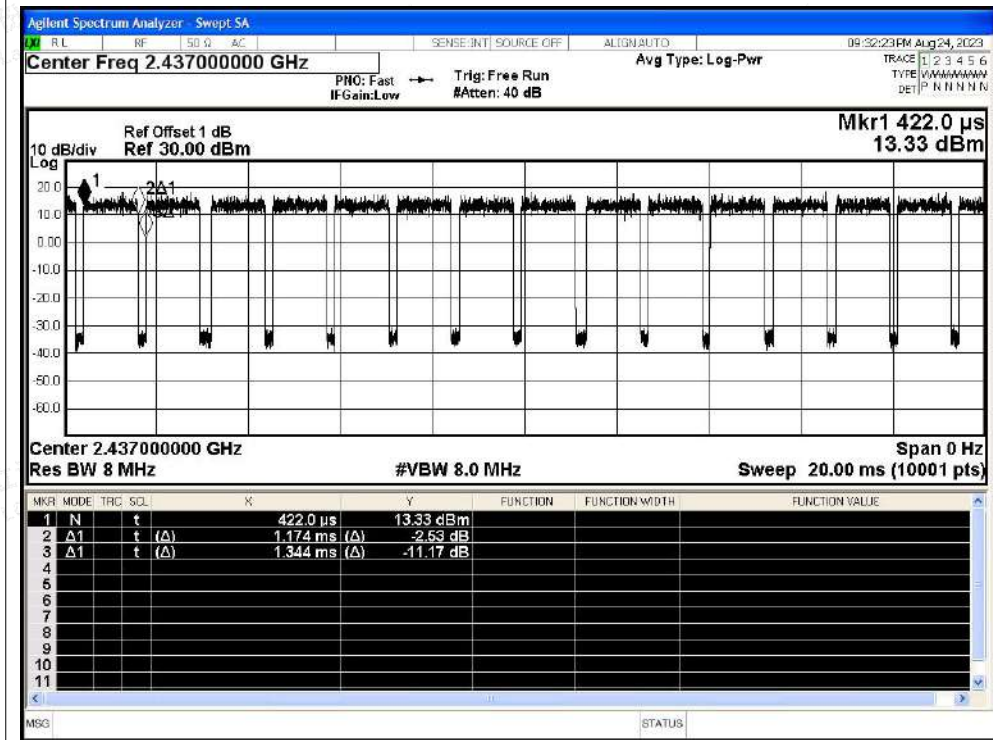 Agilent Spectrum Analyzer - Swept SA
LXI RL RF 50 Ω AC SENSE:INT SOURCE OFF ALIGN AUTO 09:32:23 PM Aug 24, 2023
Center Freq 2.437000000 GHz Avg Type: Log-Pwr TRACE 1 2 3 4 5 6
PNO: Fast Trig: Free Run TYPE WWWWWW
IFGain:Low #Atten: 40 dB DET P N N N N N
Mkr1 422.0 µs
Ref Offset 1 dB
10 dB/div Ref 30.00 dBm 13.33 dBm
Log
1
20.0 2Δ1
10.0
0.00
-10.0
-20.0
-30.0
-40.0
-50.0
-60.0
Center 2.437000000 GHz Span 0 Hz
Res BW 8 MHz #VBW 8.0 MHz Sweep 20.00 ms (10001 pts)
MKR MODE TRC SCL X Y FUNCTION FUNCTION WIDTH FUNCTION VALUE
1 N t 422.0 µs 13.33 dBm
2 Δ1 t (Δ) 1.174 ms (Δ) -2.53 dB
3 Δ1 t (Δ) 1.344 ms (Δ) -11.17 dB
4
5
6
7
8
9
10
11
MSG STATUS